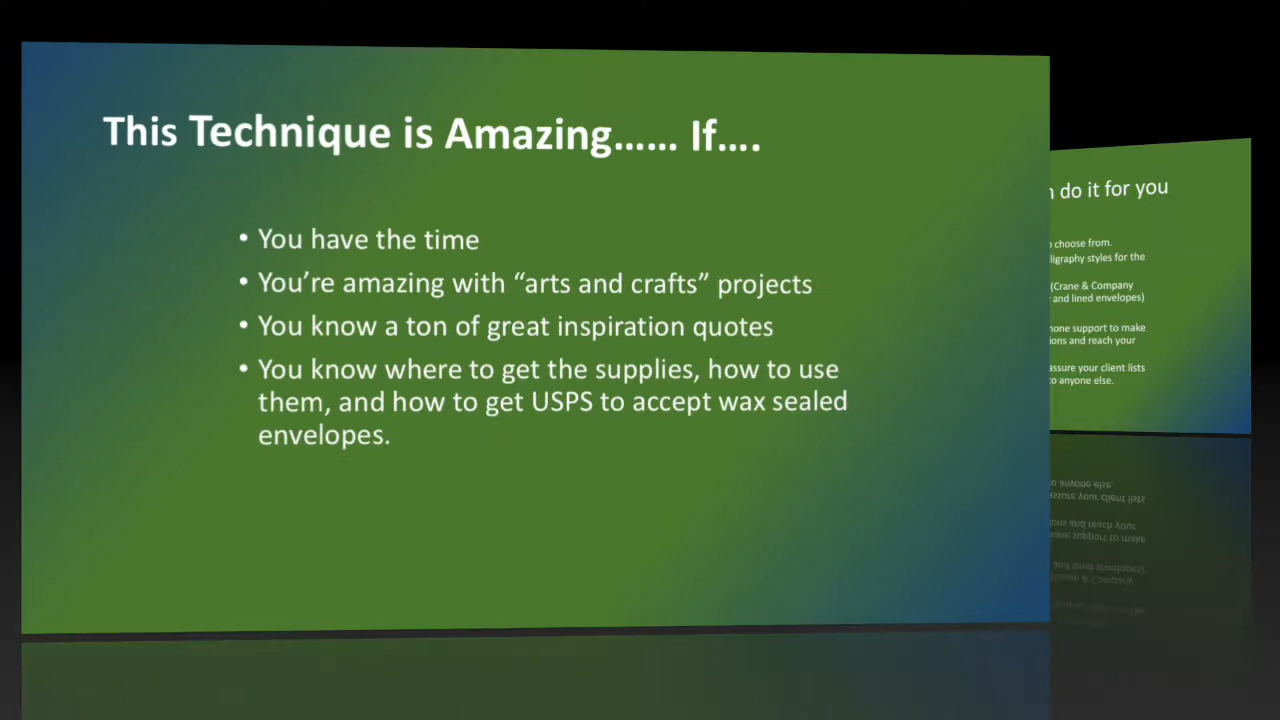 This Technique is Amazing...... If....
• You have the time
• You're amazing with “arts and crafts” projects
• You know a ton of great inspiration quotes
• You know where to get the supplies, how to use
them, and how to get USPS to accept wax sealed
envelopes.
do it for you
choose from.
styles for the
(Crane & Company
and lined envelopes)
support to make
and reach your
assure your client lists
to anyone else.